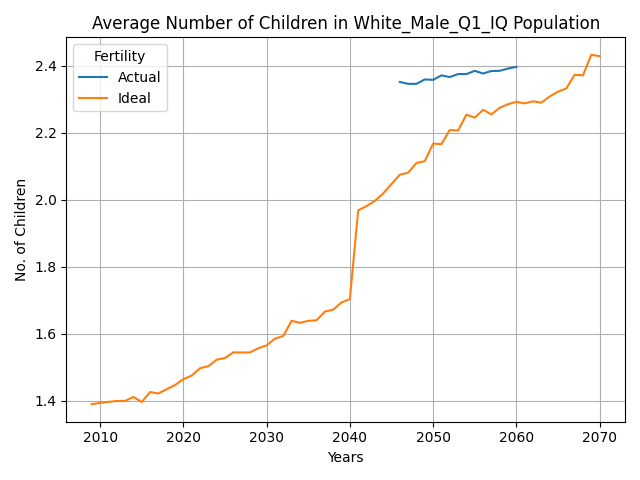 Average Number of Children in White_Male_Q1_IQ Population
Fertility
Actual
Ideal
2.4
2.2
2.0
1.8
1.6
1.4
No. of Children
2010 2020 2030 2040 2050 2060 2070
Years